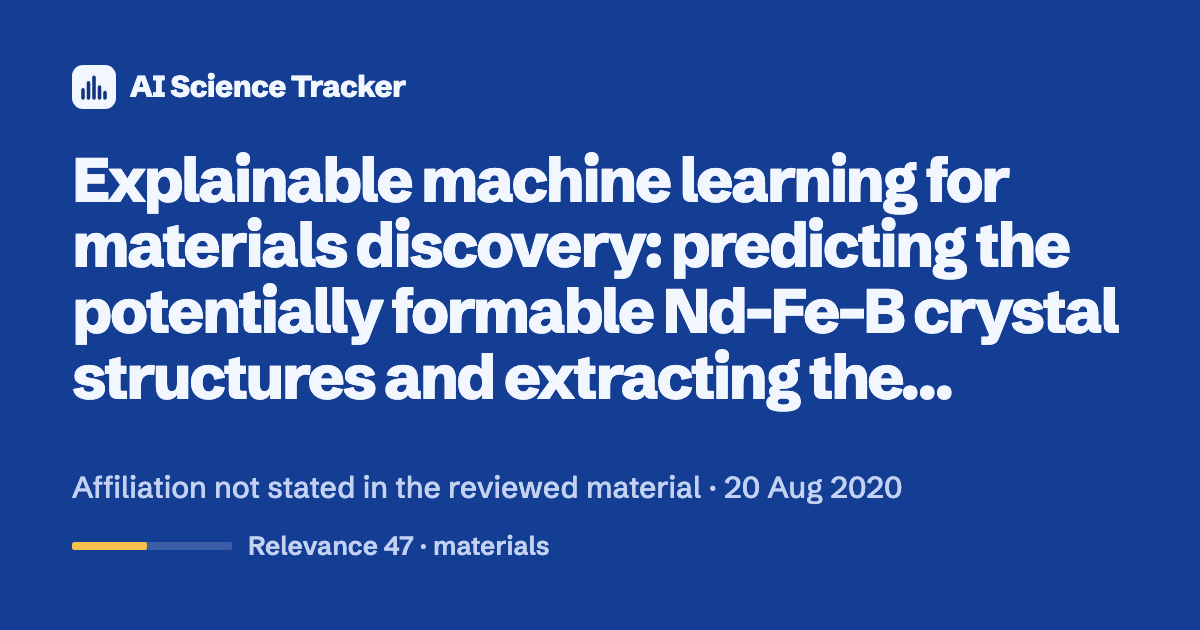 AI Science Tracker
Explainable machine learning for
materials discovery: predicting the
potentially formable Nd–Fe–B crystal
structures and extracting the...
Affiliation not stated in the reviewed material · 20 Aug 2020
Relevance 47 · materials